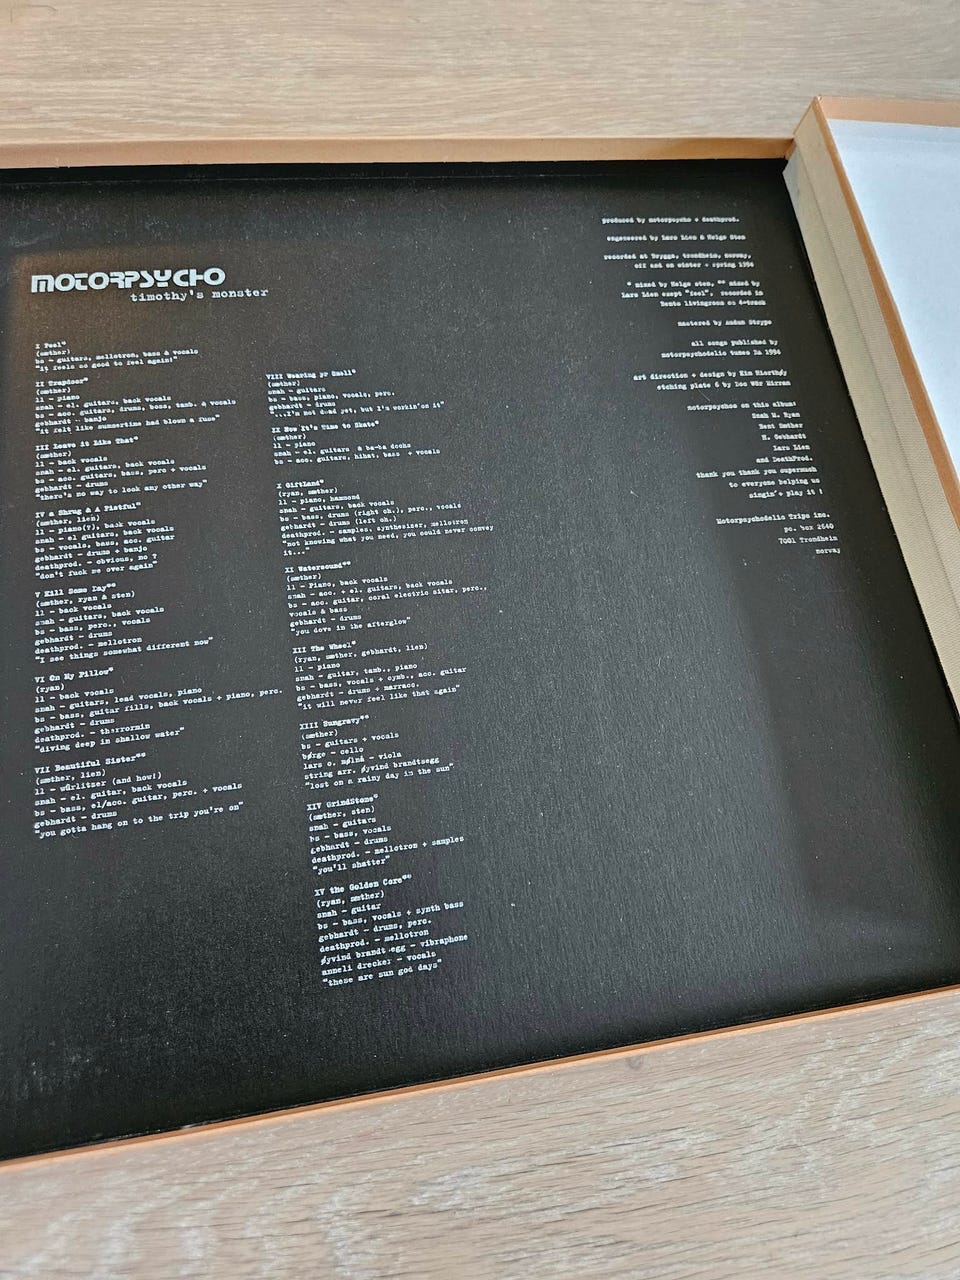 MOTORPSYCHO
timothy's monster
I Feel*
(sæther)
bs - guitars, mellotron, bass & vocals
"it feels so good to feel again!"
II Trapdoor*
(sæther)
ll - piano
snah - el. guitars, back vocals
bs - acc. guitars, drums, bass, tamb. & vocals
gebhardt - banjo
"it felt like summertime had blown a fuse"
III Leave it Like That*
(sæther)
ll - back vocals
snah - el. guitars, back vocals
bs - acc. guitars, bass, perc + vocals
gebhardt - drums
"there's no way to look any other way"
IV a Shrug & A Fistful*
(sæther, lien)
ll - piano(?), back vocals
snah - el. guitar, back vocals
bs - vocals, bass, acc. guitar
gebhardt - drums + banjo
deathprod. - obvious, no ?
"don't fuck me over again"
V Kill Some Day**
(sæther, ryan & sten)
ll - back vocals
snah - guitars, back vocals
bs - bass, perc., vocals
gebhardt - drums
deathprod. - mellotron
"I see things somewhat different now"
VI On My Pillow*
(ryan)
ll - back vocals
snah - guitars, lead vocals, piano
bs - bass, guitar fills, back vocals + piano, perc.
gebhardt - drums
deathprod. - therrormin
"diving deep in shallow water"
VII Beautiful Sister**
(sæther, lien)
ll - wûrlitzer (and how!)
snah - el. guitar, back vocals
bs - bass, el/acc. guitar, perc. + vocals
gebhardt - drums
"you gotta hang on to the trip you're on"
VIII Wearing yr Smell*
(sæther)
snah - guitars
bs - bass, piano, vocals, perc.
gebhardt - drums
"...I'm not dead yet, but I'm workin'on it"
II Now It's Time to Skate*
(sæther)
ll - piano
snah - el. guitars & ba-ba doohs
bs - acc. guitars, hihat, bass + vocals
I Giftland*
(ryan, sæther)
ll - piano, hammond
snah - guitars, back vocals
bs - bass, drums (right ch.), perc., vocals
gebhardt - drums (left ch.)
deathprod. - samples, synthesizer, mellotron
"not knowing what you need, you could never convey
it..."
XI Watersound**
(sæther)
ll - Piano, back vocals
snah - acc. + el. guitars, back vocals
bs - acc. guitar, coral electric sitar, perc.,
vocals & bass
gebhardt - drums
"you dove in the afterglow"
XII The Wheel*
(ryan, sæther, gebhardt, lien)
ll - piano
snah - guitar, tamb., piano
bs - bass, vocals + cymb., acc. guitar
gebhardt - drums + marraco.
"it will never feel like that again"
XIII Sungravy**
(sæther)
bs - guitars + vocals
børge - cello
lars o. mølnå - viola
string arr. øyvind brandtsegg
"lost on a rainy day in the sun"
XIV GrindStone*
(sæther, sten)
snah - guitars
bs - bass, vocals
gebhardt - drums
deathprod. - mellotron + samples
"you'll shatter"
XV the Golden Core**
(ryan, sæther)
snah - guitar
bs - bass, vocals + synth bass
gebhardt - drums, perc.
deathprod. - mellotron
øyvind brandt egg - vibraphone
anneli drecker - vocals
"these are sun god days"
produced by motorpsycho + deathprod.
engeneered by Lars Lien & Helge Sten
recorded at Brygga, trondheim, norway,
off and on winter + spring 1994
* mixed by Helge Sten, ** mixed by
Lars Lien exept "feel", recorded in
Bents livingroom on 4-track
mastered by Audun Strype
all songs published by
motorpsychodelic tunes Ia 1994
art direction + design by Kim Hiorthøy
etching plate 6 by Doc Wör Mirran
motorpsychos on this album:
Snah M. Ryan
Bent Sæther
H. Gebhardt
Lars Lien
and DeathProd.
thank you thank you supermuch
to everyone helping us
singin'+ play it !
Motorpsychodelic Trips inc.
po. box 2640
7001 Trondheim
norway